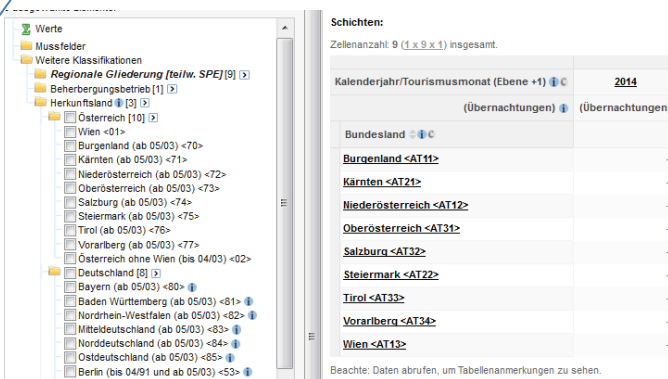 Werte
Mussfelder
Weitere Klassifikationen
Regionale Gliederung [teilw. SPE] [9]
Beherbergungsbetrieb [1]
Herkunftsland [3]
Österreich [10]
Wien <01>
Burgenland (ab 05/03) <70>
Kärnten (ab 05/03) <71>
Niederösterreich (ab 05/03) <72>
Oberösterreich (ab 05/03) <73>
Salzburg (ab 05/03) <74>
Steiermark (ab 05/03) <75>
Tirol (ab 05/03) <76>
Vorarlberg (ab 05/03) <77>
Österreich ohne Wien (bis 04/03) <02>
Deutschland [8]
Bayern (ab 05/03) <80>
Baden Württemberg (ab 05/03) <81>
Nordrhein-Westfalen (ab 05/03) <82>
Mitteldeutschland (ab 05/03) <83>
Norddeutschland (ab 05/03) <84>
Ostdeutschland (ab 05/03) <85>
Berlin (bis 04/91 und ab 05/03) <53>
Schichten:
Zellenanzahl: 9 (1 x 9 x 1) insgesamt.
Kalenderjahr/Tourismusmonat (Ebene +1) 2014
(Übernachtungen) (Übernachtungen
Bundesland
Burgenland <AT11>
Kärnten <AT21>
Niederösterreich <AT12>
Oberösterreich <AT31>
Salzburg <AT32>
Steiermark <AT22>
Tirol <AT33>
Vorarlberg <AT34>
Wien <AT13>
Beachte: Daten abrufen, um Tabellenanmerkungen zu sehen.